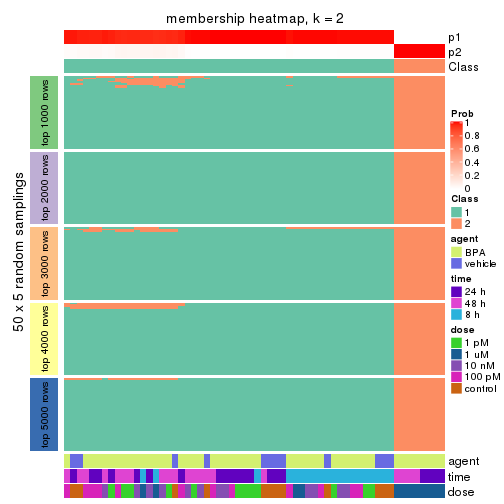 membership heatmap, k = 2
p1
p2
Class
50 x 5 random samplings
top 1000 rows
top 2000 rows
top 3000 rows
top 4000 rows
top 5000 rows
agent
time
dose
Prob
1
0.8
0.6
0.4
0.2
0
Class
1
2
agent
BPA
vehicle
time
24 h
48 h
8 h
dose
1 pM
1 uM
10 nM
100 pM
control